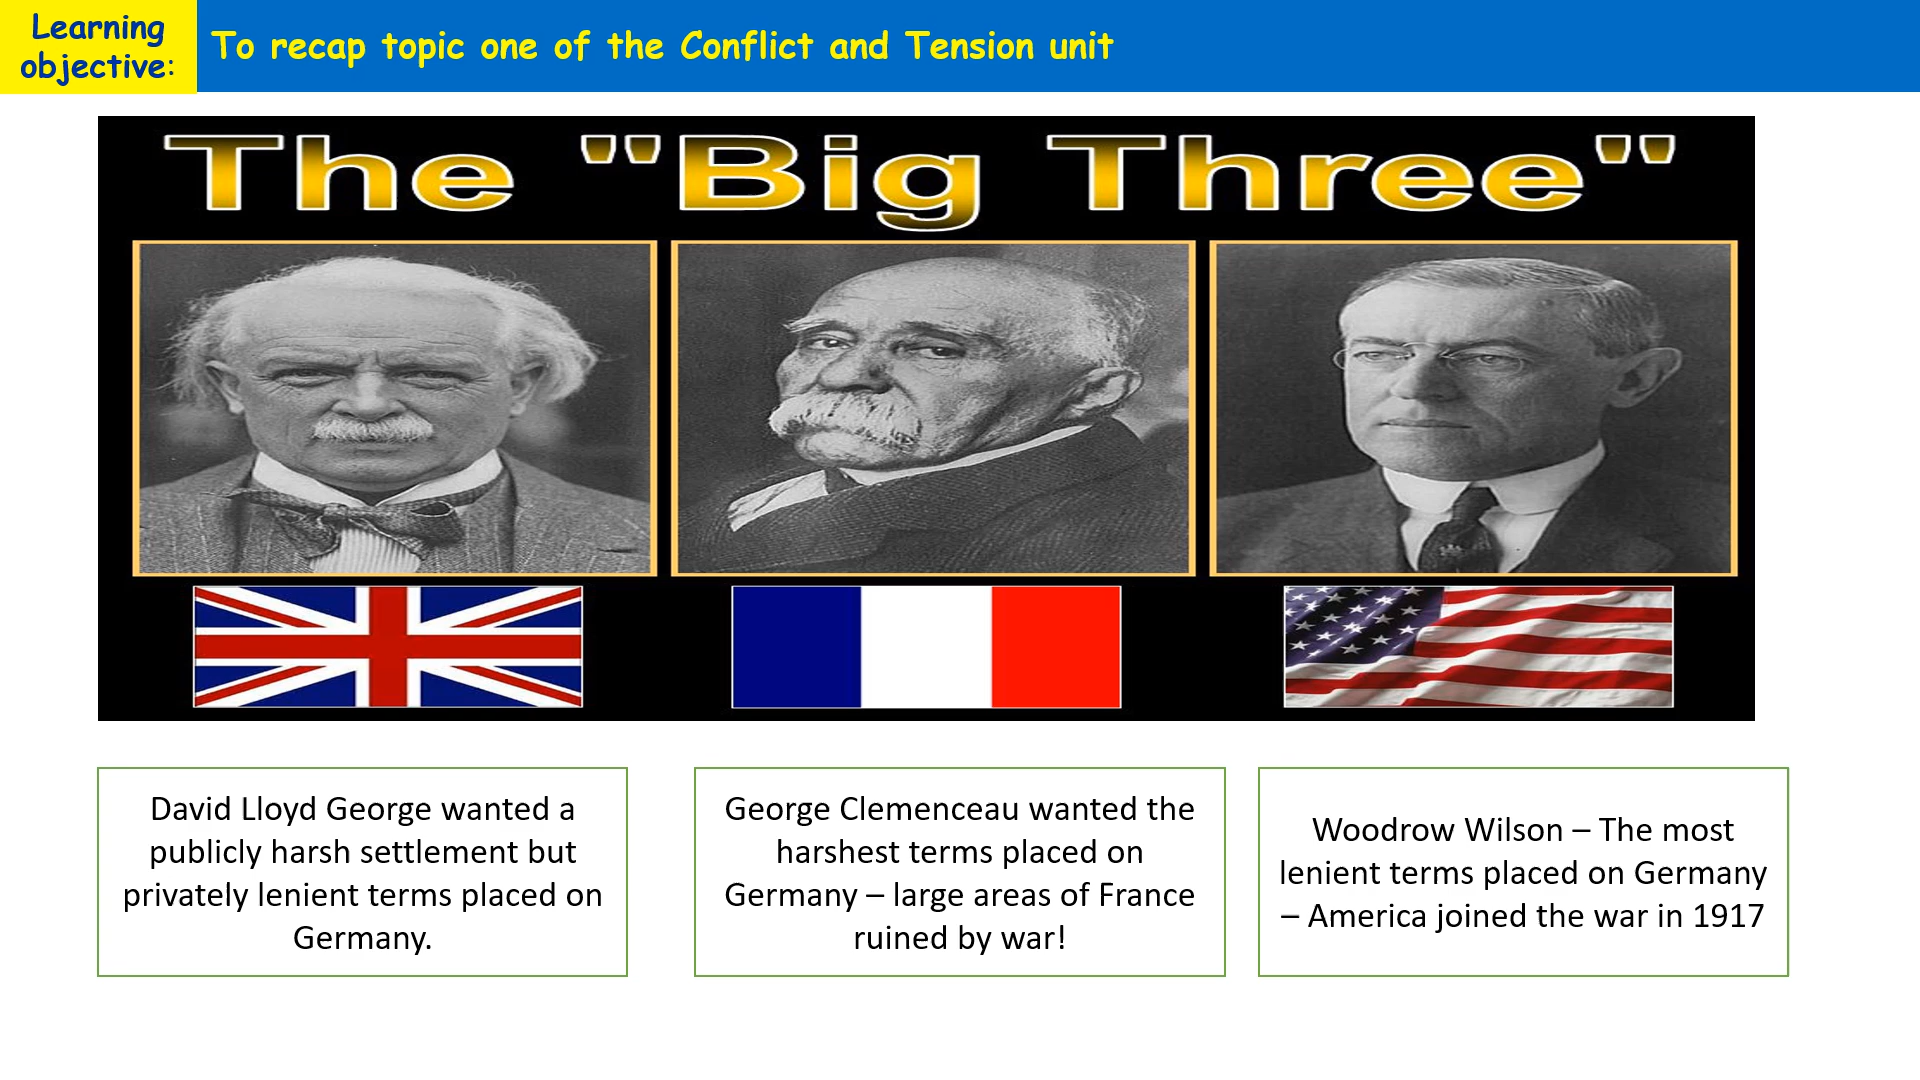 Learning
objective:
To recap topic one of the Conflict and Tension unit
The "Big Three"
David Lloyd George wanted a
publicly harsh settlement but
privately lenient terms placed on
Germany.
George Clemenceau wanted the
harshest terms placed on
Germany – large areas of France
ruined by war!
Woodrow Wilson – The most
lenient terms placed on Germany
– America joined the war in 1917